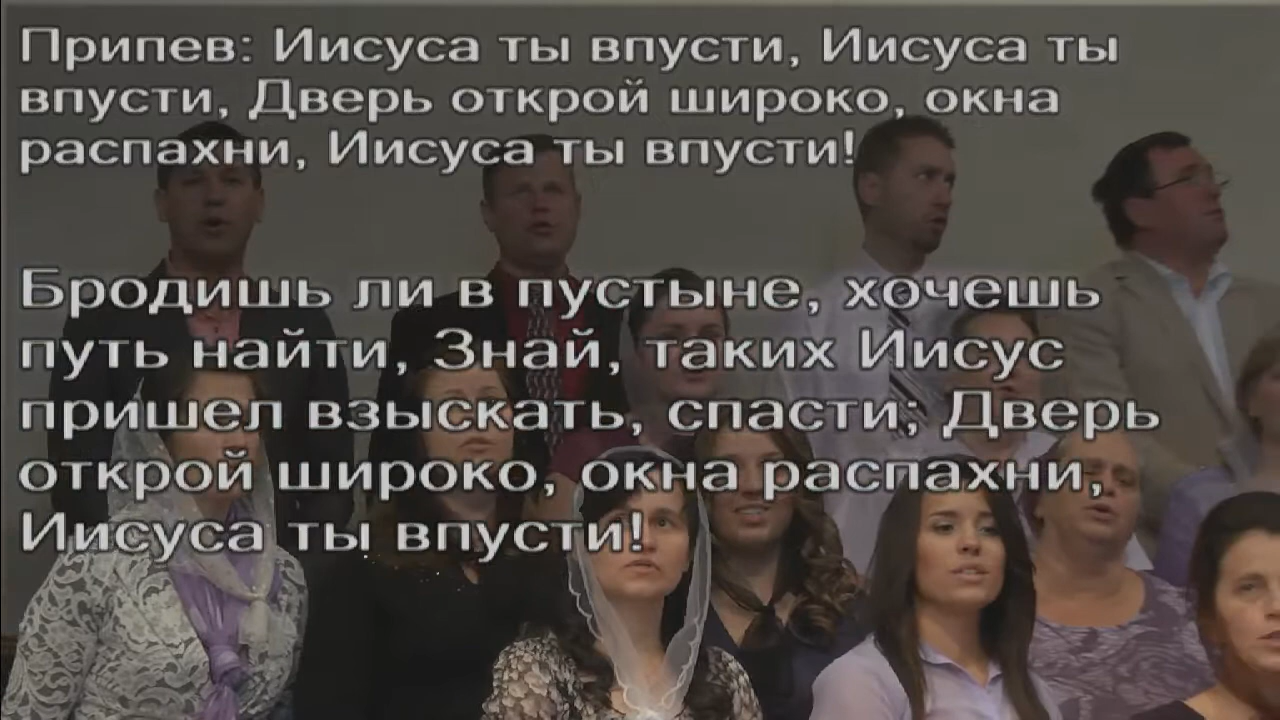 Припев: Иисуса ты впусти, Иисуса ты
впусти, Дверь открой широко, окна
распахни, Иисуса ты впусти!
Бродишь ли в пустыне, хочешь
путь найти, Знай, таких Иисус
пришел взыскать, спасти; Дверь
открой широко, окна распахни,
Иисуса ты впусти!